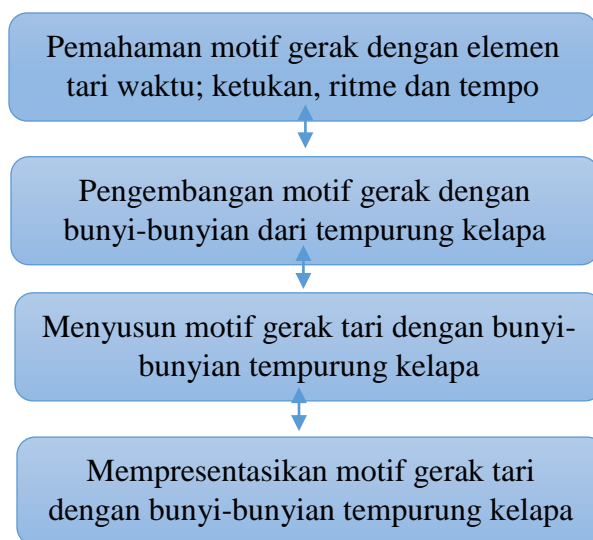 Pemahaman motif gerak dengan elemen
tari waktu; ketukan, ritme dan tempo
Pengembangan motif gerak dengan
bunyi-bunyian dari tempurung kelapa
Menyusun motif gerak tari dengan bunyi-
bunyian tempurung kelapa
Mempresentasikan motif gerak tari
dengan bunyi-bunyian tempurung kelapa